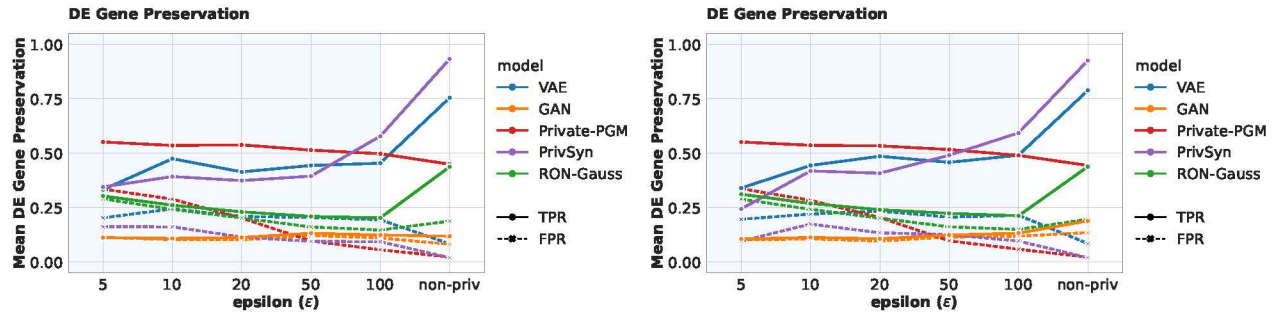 DE Gene Preservation
Mean DE Gene Preservation
1.00
0.75
0.50
0.25
0.00
5 10 20 50 100 non-priv
epsilon (ε)
model
VAE
GAN
Private-PGM
PrivSyn
RON-Gauss
TPR
FPR
DE Gene Preservation
Mean DE Gene Preservation
1.00
0.75
0.50
0.25
0.00
5 10 20 50 100 non-priv
epsilon (ε)
model
VAE
GAN
Private-PGM
PrivSyn
RON-Gauss
TPR
FPR